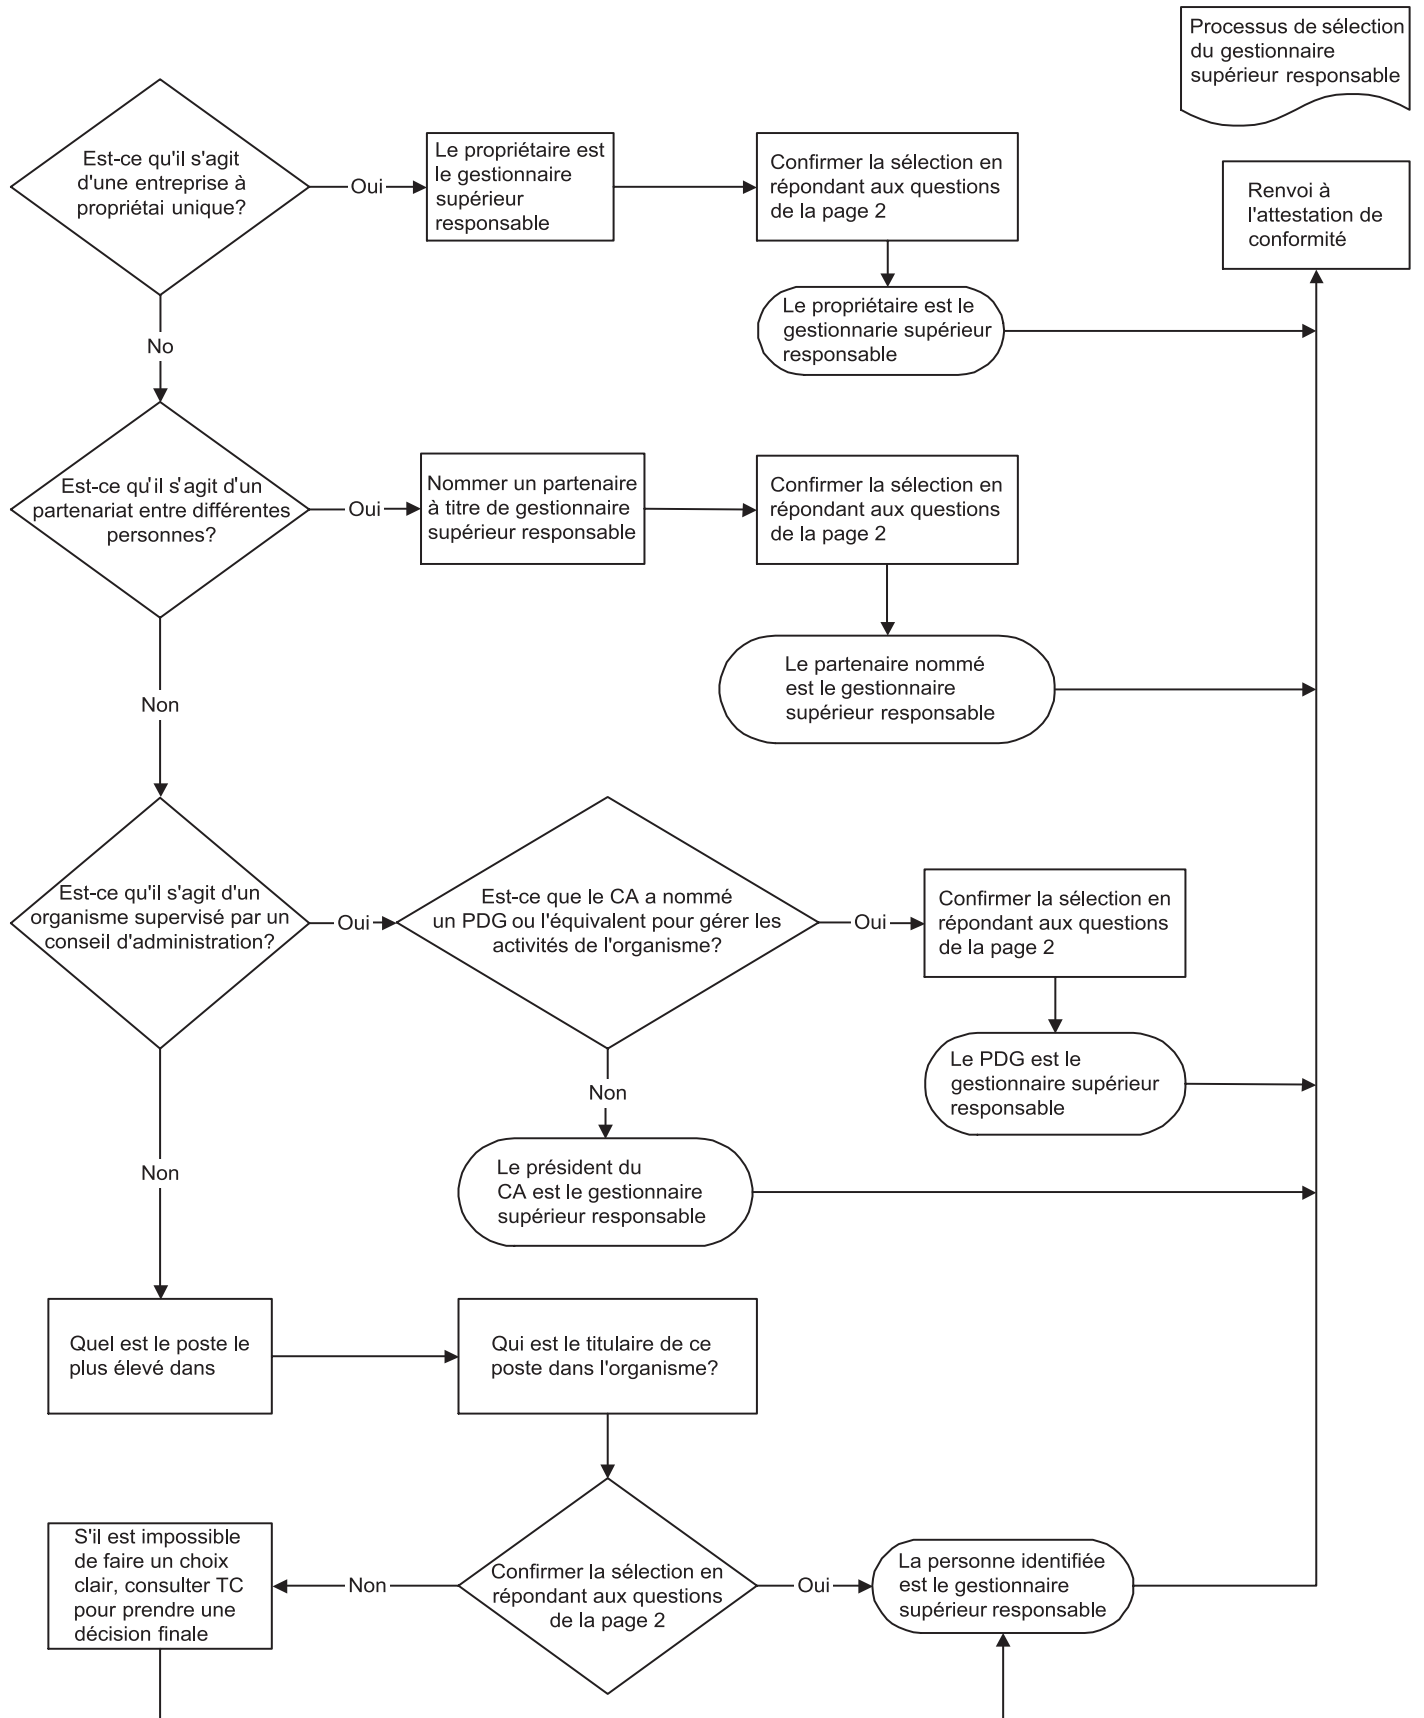 Processus de sélection
du gestionnaire
supérieur responsable
Est-ce qu'il s'agit
d'une entreprise à
propriétai unique?
Oui
Le propriétaire est
le gestionnaire
supérieur
responsable
Confirmer la sélection en
répondant aux questions
de la page 2
Renvoi à
l'attestation de
conformité
Le propriétaire est le
gestionnarie supérieur
responsable
No
Est-ce qu'il s'agit d'un
partenariat entre différentes
personnes?
Oui
Nommer un partenaire
à titre de gestionnaire
supérieur responsable
Confirmer la sélection en
répondant aux questions
de la page 2
Le partenaire nommé
est le gestionnaire
supérieur responsable
Non
Est-ce qu'il s'agit d'un
organisme supervisé par un
conseil d'administration?
Oui
Est-ce que le CA a nommé
un PDG ou l'équivalent pour gérer les
activités de l'organisme?
Oui
Confirmer la sélection en
répondant aux questions
de la page 2
Le PDG est le
gestionnaire supérieur
responsable
Non
Le président du
CA est le gestionnaire
supérieur responsable
Non
Quel est le poste le
plus élevé dans
Qui est le titulaire de ce
poste dans l'organisme?
Confirmer la sélection en
répondant aux questions
de la page 2
Non
S'il est impossible
de faire un choix
clair, consulter TC
pour prendre une
décision finale
Oui
La personne identifiée
est le gestionnaire
supérieur responsable